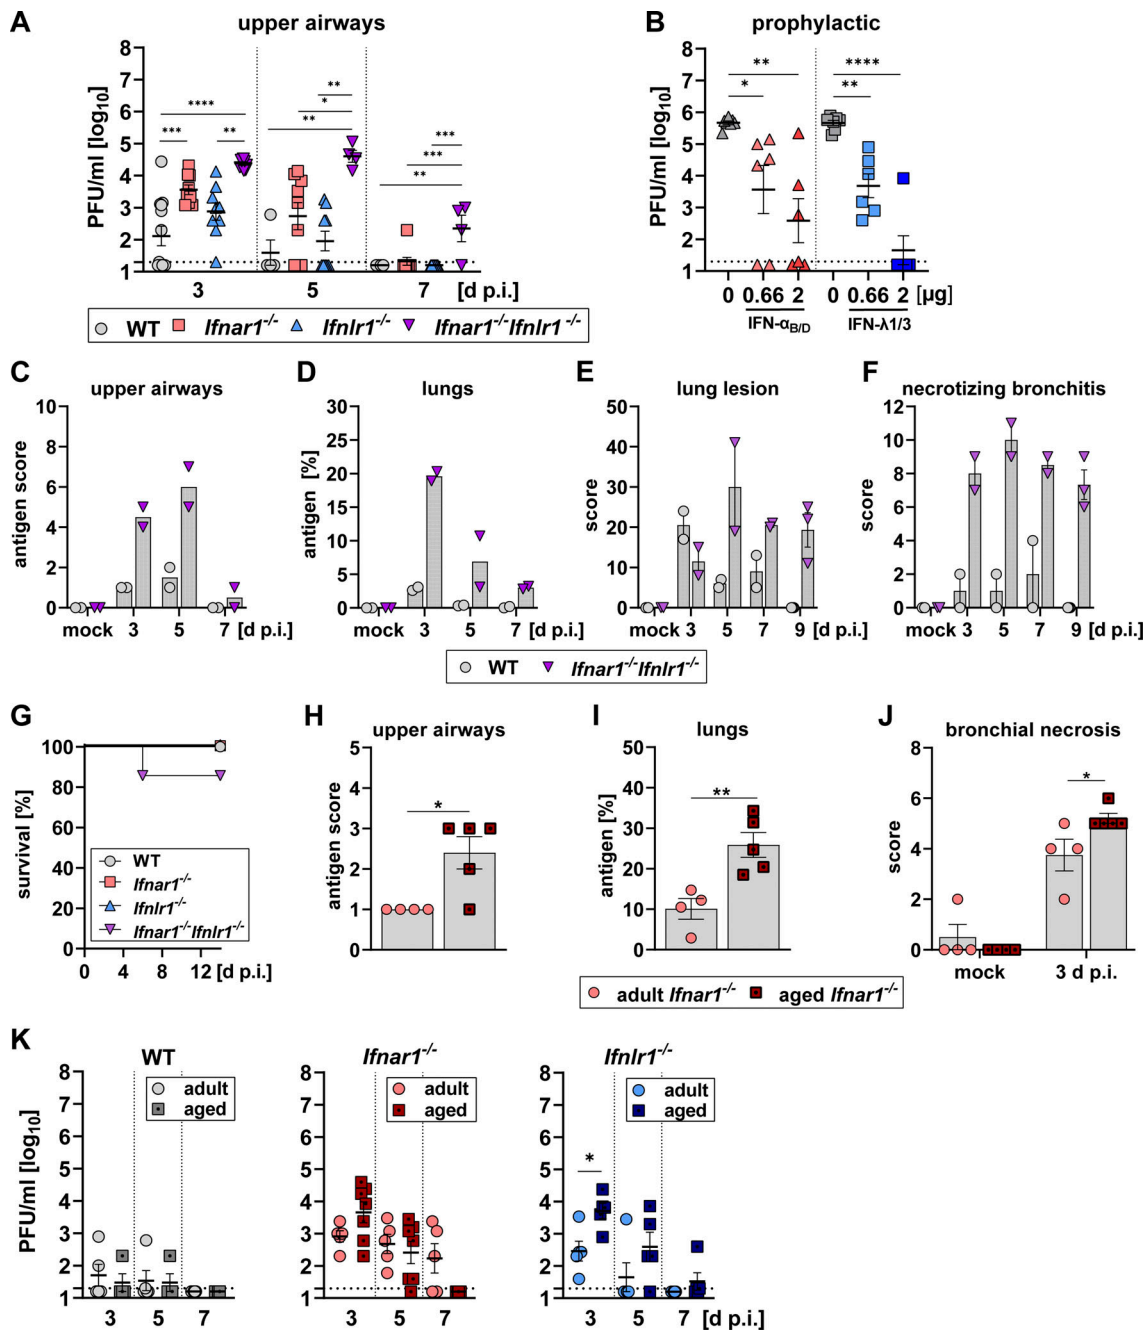 A
upper airways
PFU/ml [log10]
8
7
6
5
4
3
2
1
****
***
**
**
*
**
***
***
**
3
5
7
[d p.i.]
WT
Ifnar1-/-
Ifnlr1-/-
Ifnar1-/-Ifnlr1-/-
B
prophylactic
PFU/ml [log10]
8
7
6
5
4
3
2
1
**
*
****
**
0
0.66
2
0
0.66
2
[µg]
IFN-αB/D
IFN-λ1/3
C
upper airways
antigen score
10
8
6
4
2
0
mock
3
5
7
[d p.i.]
D
lungs
antigen [%]
30
25
20
15
10
5
0
mock
3
5
7
[d p.i.]
E
lung lesion
score
50
40
30
20
10
0
mock
3
5
7
9
[d p.i.]
F
necrotizing bronchitis
score
12
10
8
6
4
2
0
mock
3
5
7
9
[d p.i.]
WT
Ifnar1-/-Ifnlr1-/-
G
survival [%]
100
80
60
40
20
0
WT
Ifnar1-/-
Ifnlr1-/-
Ifnar1-/-Ifnlr1-/-
0
4
8
12
[d p.i.]
H
upper airways
antigen score
5
4
3
2
1
0
*
I
lungs
antigen [%]
50
40
30
20
10
0
**
J
bronchial necrosis
score
8
6
4
2
0
*
mock
3 d p.i.
adult Ifnar1-/-
aged Ifnar1-/-
K
WT
PFU/ml [log10]
8
7
6
5
4
3
2
1
adult
aged
3
5
7
Ifnar1-/-
8
7
6
5
4
3
2
1
adult
aged
3
5
7
Ifnlr1-/-
8
7
6
5
4
3
2
1
adult
aged
*
3
5
7
[d p.i.]